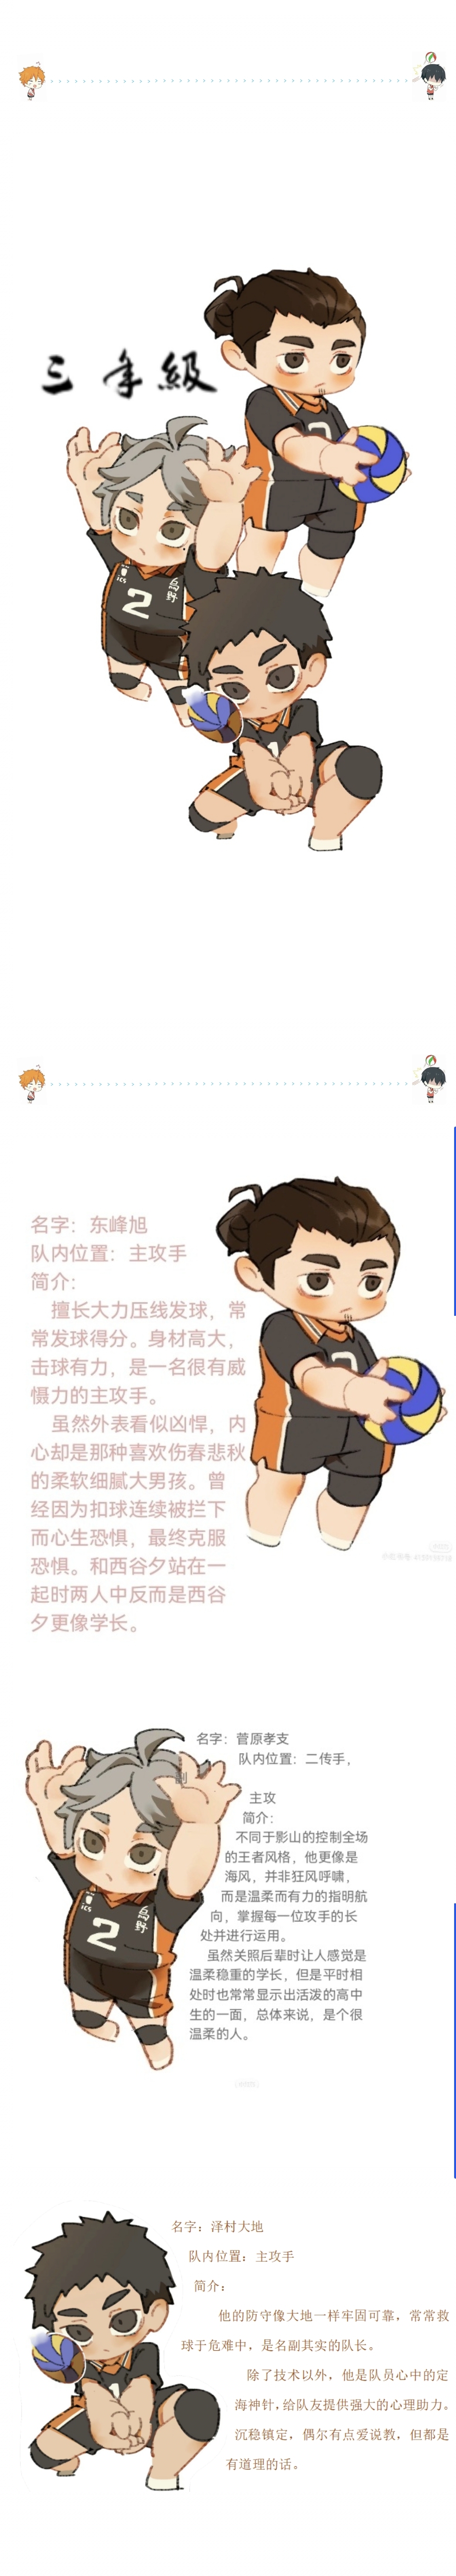 三年級
ICS
烏野
2
名字：东峰旭
队内位置：主攻手
简介：
擅长大力压线发球，常
常发球得分。身材高大，
击球有力，是一名很有威
慑力的主攻手。
虽然外表看似凶悍，内
心却是那种喜欢伤春悲秋
的柔软细腻大男孩。曾
经因为扣球连续被拦下
而心生恐惧，最终克服
恐惧。和西谷夕站在一
起时两人中反而是西谷
夕更像学长。
名字：菅原孝支
队内位置：二传手，
副
主攻
简介：
不同于影山的控制全场
的王者风格，他更像是
海风，并非狂风呼啸，
而是温柔而有力的指明航
向，掌握每一位攻手的长
处并进行运用。
虽然关照后辈时让人感觉是
温柔稳重的学长，但是平时相
处时也常常显示出活泼的高中
生的一面，总体来说，是个很
温柔的人。
ICS
烏野
2
名字：泽村大地
队内位置：主攻手
简介：
他的防守像大地一样牢固可靠，常常救
球于危难中，是名副其实的队长。
除了技术以外，他是队员心中的定
海神针，给队友提供强大的心理助力。
沉稳镇定，偶尔有点爱说教，但都是
有道理的话。